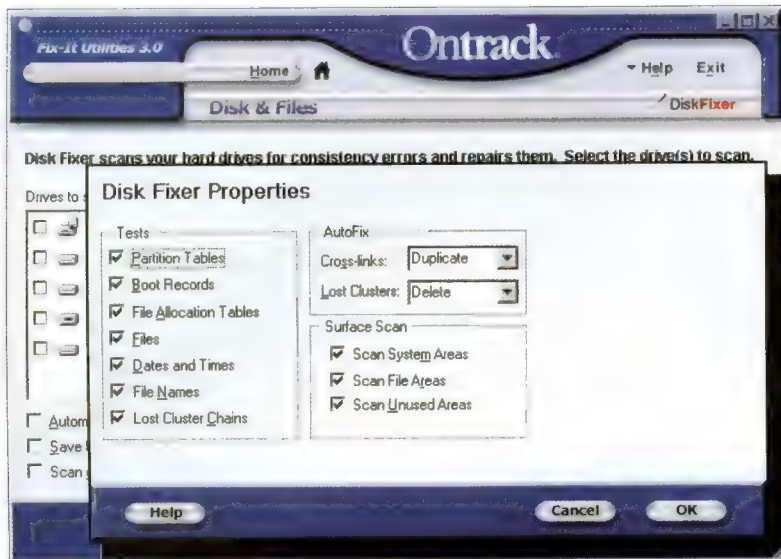 Fix-It Utilities 3.0
Ontrack
Home
Help Exit
Disk & Files
DiskFixer
Disk Fixer scans your hard drives for consistency errors and repairs them. Select the drive(s) to scan.
Drives to
Disk Fixer Properties
Tests
Partition Tables
Boot Records
File Allocation Tables
Files
Dates and Times
File Names
Lost Cluster Chains
AutoFix
Cross-links: Duplicate
Lost Clusters: Delete
Surface Scan
Scan System Areas
Scan File Areas
Scan Unused Areas
Autom
Save
Scan
Help
Cancel
OK